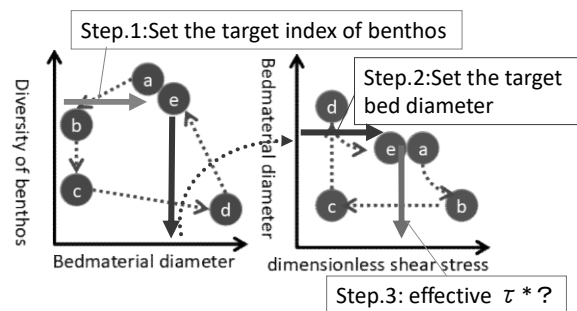 Step.1:Set the target index of benthos
Diversity of benthos
a
e
b
c
d
Bedmaterial diameter
Step.2:Set the target
bed diameter
Bedmaterial diameter
d
e
a
c
b
dimensionless shear stress
Step.3: effective τ*?